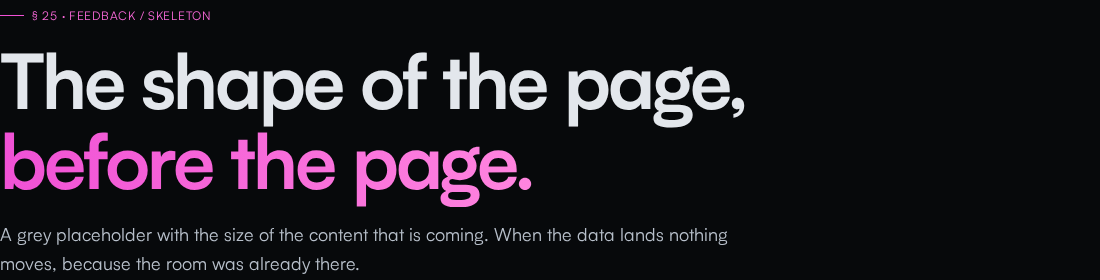 § 25 · FEEDBACK / SKELETON
The shape of the page,
before the page.
A grey placeholder with the size of the content that is coming. When the data lands nothing
moves, because the room was already there.